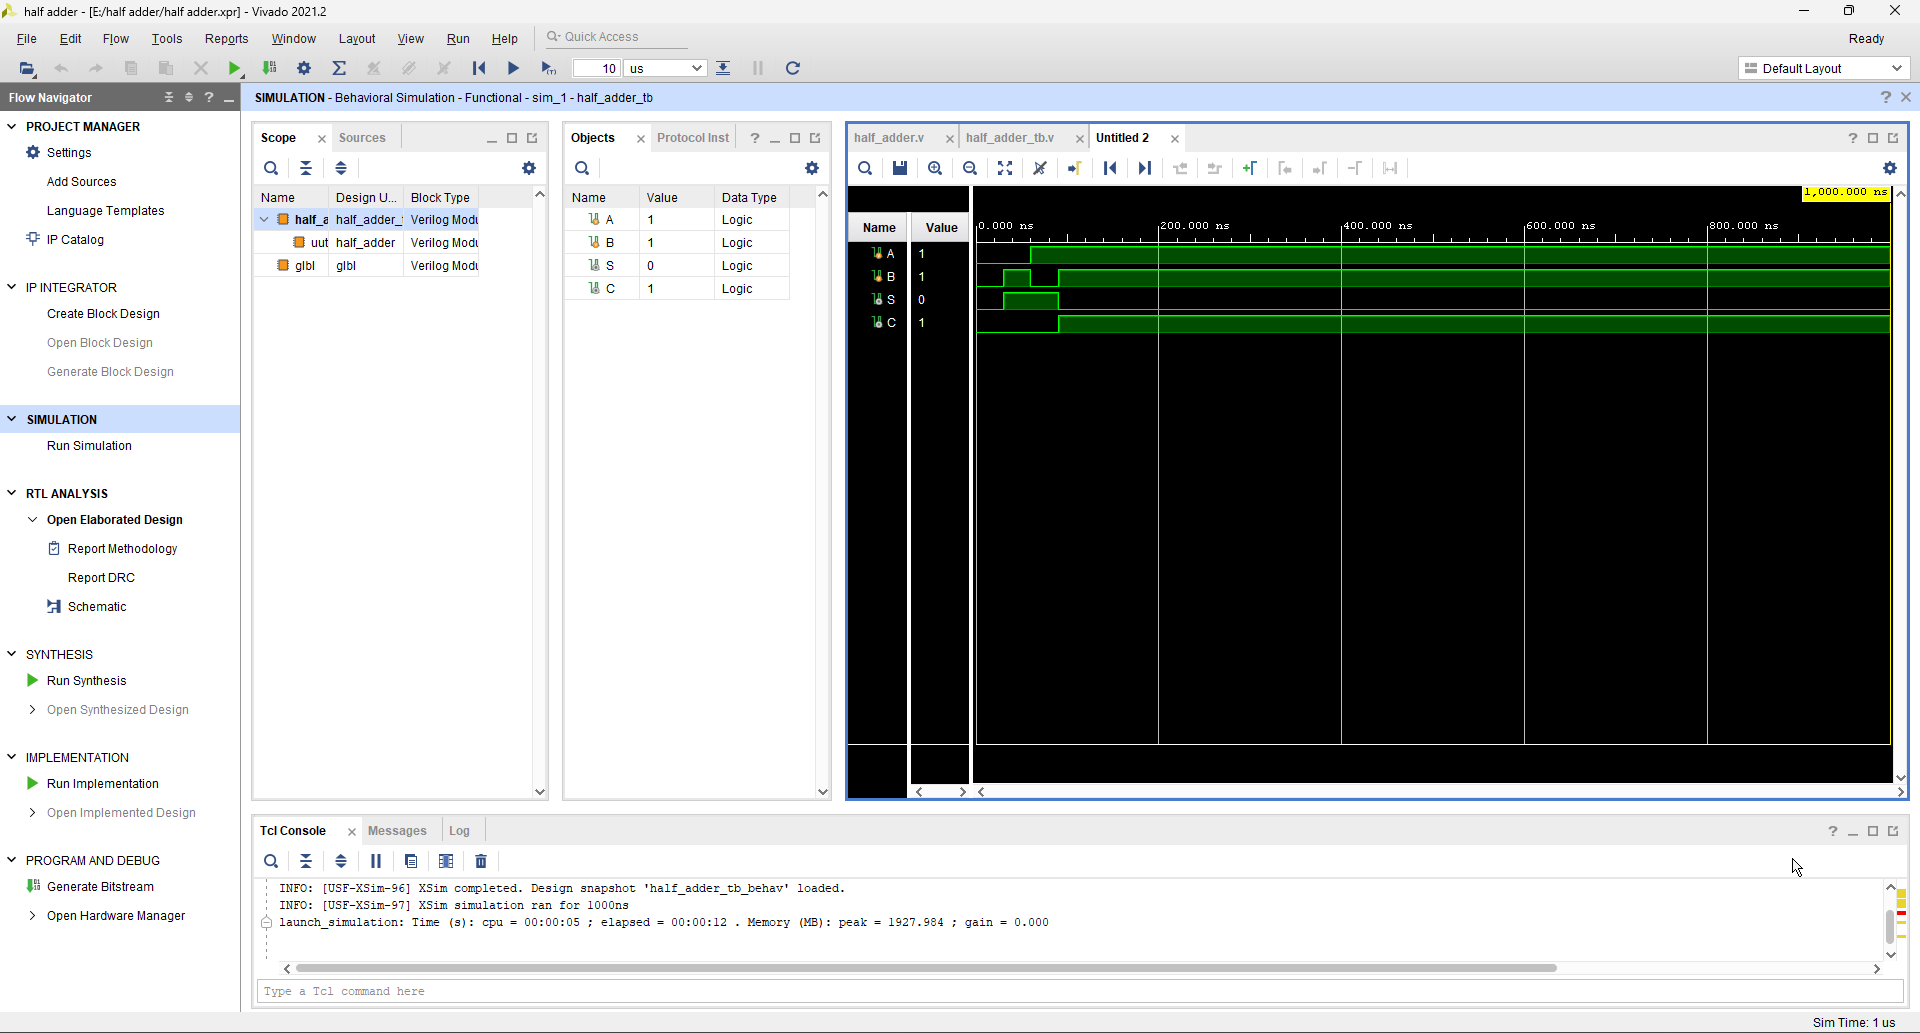 half adder - [E:/half adder/half adder.xpr] - Vivado 2021.2
File Edit Flow Tools Reports Window Layout View Run Help Quick Access Ready
10 us Default Layout
Flow Navigator
SIMULATION - Behavioral Simulation - Functional - sim_1 - half_adder_tb
PROJECT MANAGER
Settings
Add Sources
Language Templates
IP Catalog
IP INTEGRATOR
Create Block Design
Open Block Design
Generate Block Design
SIMULATION
Run Simulation
RTL ANALYSIS
Open Elaborated Design
Report Methodology
Report DRC
Schematic
SYNTHESIS
Run Synthesis
Open Synthesized Design
IMPLEMENTATION
Run Implementation
Open Implemented Design
PROGRAM AND DEBUG
Generate Bitstream
Open Hardware Manager
Scope Sources
Name Design U... Block Type
half_a half_adder_ Verilog Modu
uut half_adder Verilog Modu
glbl glbl Verilog Modu
Objects Protocol Inst
Name Value Data Type
A 1 Logic
B 1 Logic
S 0 Logic
C 1 Logic
half_adder.v half_adder_tb.v Untitled 2
1,000.000 ns
Name Value 0.000 ns 200.000 ns 400.000 ns 600.000 ns 800.000 ns
A 1
B 1
S 0
C 1
Tcl Console Messages Log
INFO: [USF-XSim-96] XSim completed. Design snapshot 'half_adder_tb_behav' loaded.
INFO: [USF-XSim-97] XSim simulation ran for 1000ns
launch_simulation: Time (s): cpu = 00:00:05 ; elapsed = 00:00:12 . Memory (MB): peak = 1927.984 ; gain = 0.000
Type a Tcl command here
Sim Time: 1 us